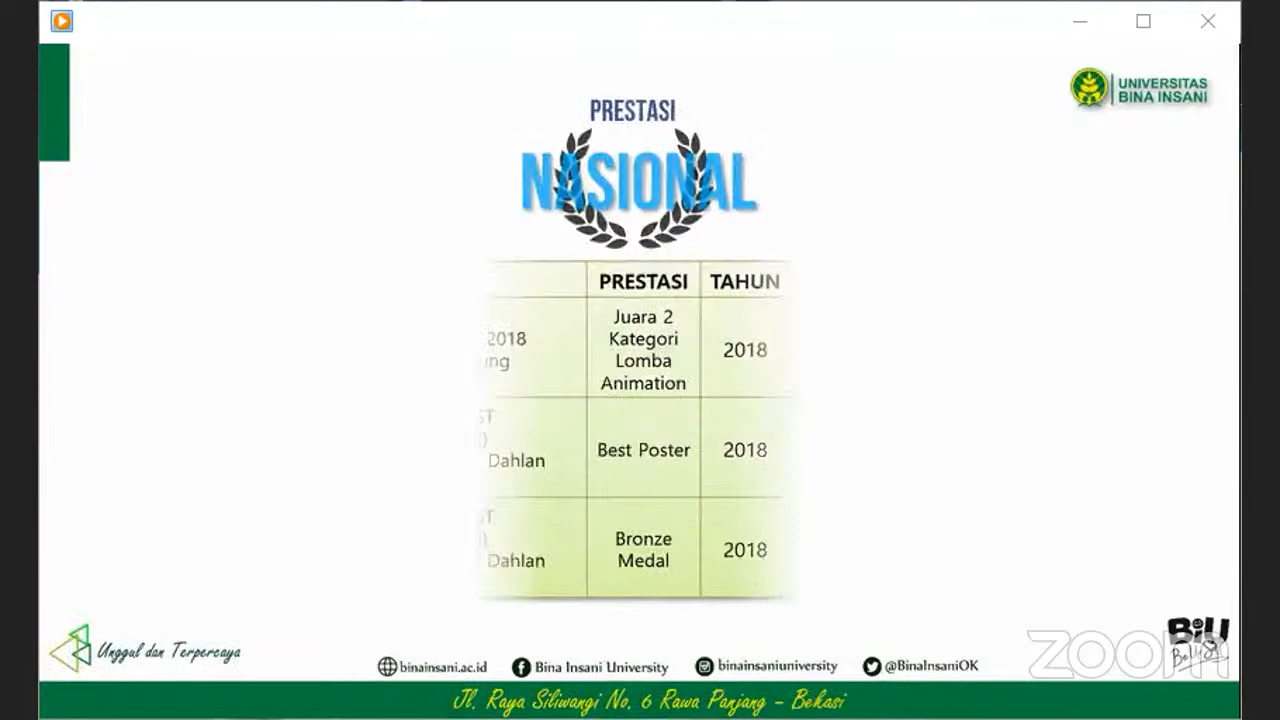 UNIVERSITAS
BINA INSANI
PRESTASI
NASIONAL
PRESTASI
TAHUN
2018
Juara 2
Kategori
Lomba
Animation
2018
Dahlan
Best Poster
2018
Dahlan
Bronze
Medal
2018
Unggul dan Terpercaya
binainsani.ac.id
Bina Insani University
binainsaniuniversity
@BinaInsaniOK
BiU
zoom
Jl. Raya Siliwangi No. 6 Rawa Panjang – Bekasi